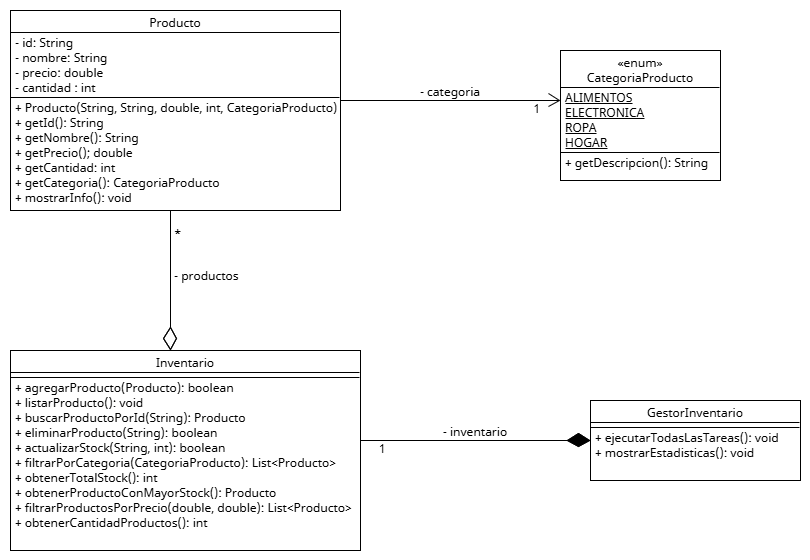 Producto
- id: String
- nombre: String
- precio: double
- cantidad : int
+ Producto(String, String, double, int, CategoriaProducto)
+ getId(): String
+ getNombre(): String
+ getPrecio(); double
+ getCantidad: int
+ getCategoria(): CategoriaProducto
+ mostrarInfo(): void
- categoria
1
«enum»
CategoriaProducto
ALIMENTOS
ELECTRONICA
ROPA
HOGAR
+ getDescripcion(): String
*
- productos
Inventario
+ agregarProducto(Producto): boolean
+ listarProducto(): void
+ buscarProductoPorId(String): Producto
+ eliminarProducto(String): boolean
+ actualizarStock(String, int): boolean
+ filtrarPorCategoria(CategoriaProducto): List<Producto>
+ obtenerTotalStock(): int
+ obtenerProductoConMayorStock(): Producto
+ filtrarProductosPorPrecio(double, double): List<Producto>
+ obtenerCantidadProductos(): int
- inventario
1
GestorInventario
+ ejecutarTodasLasTareas(): void
+ mostrarEstadisticas(): void